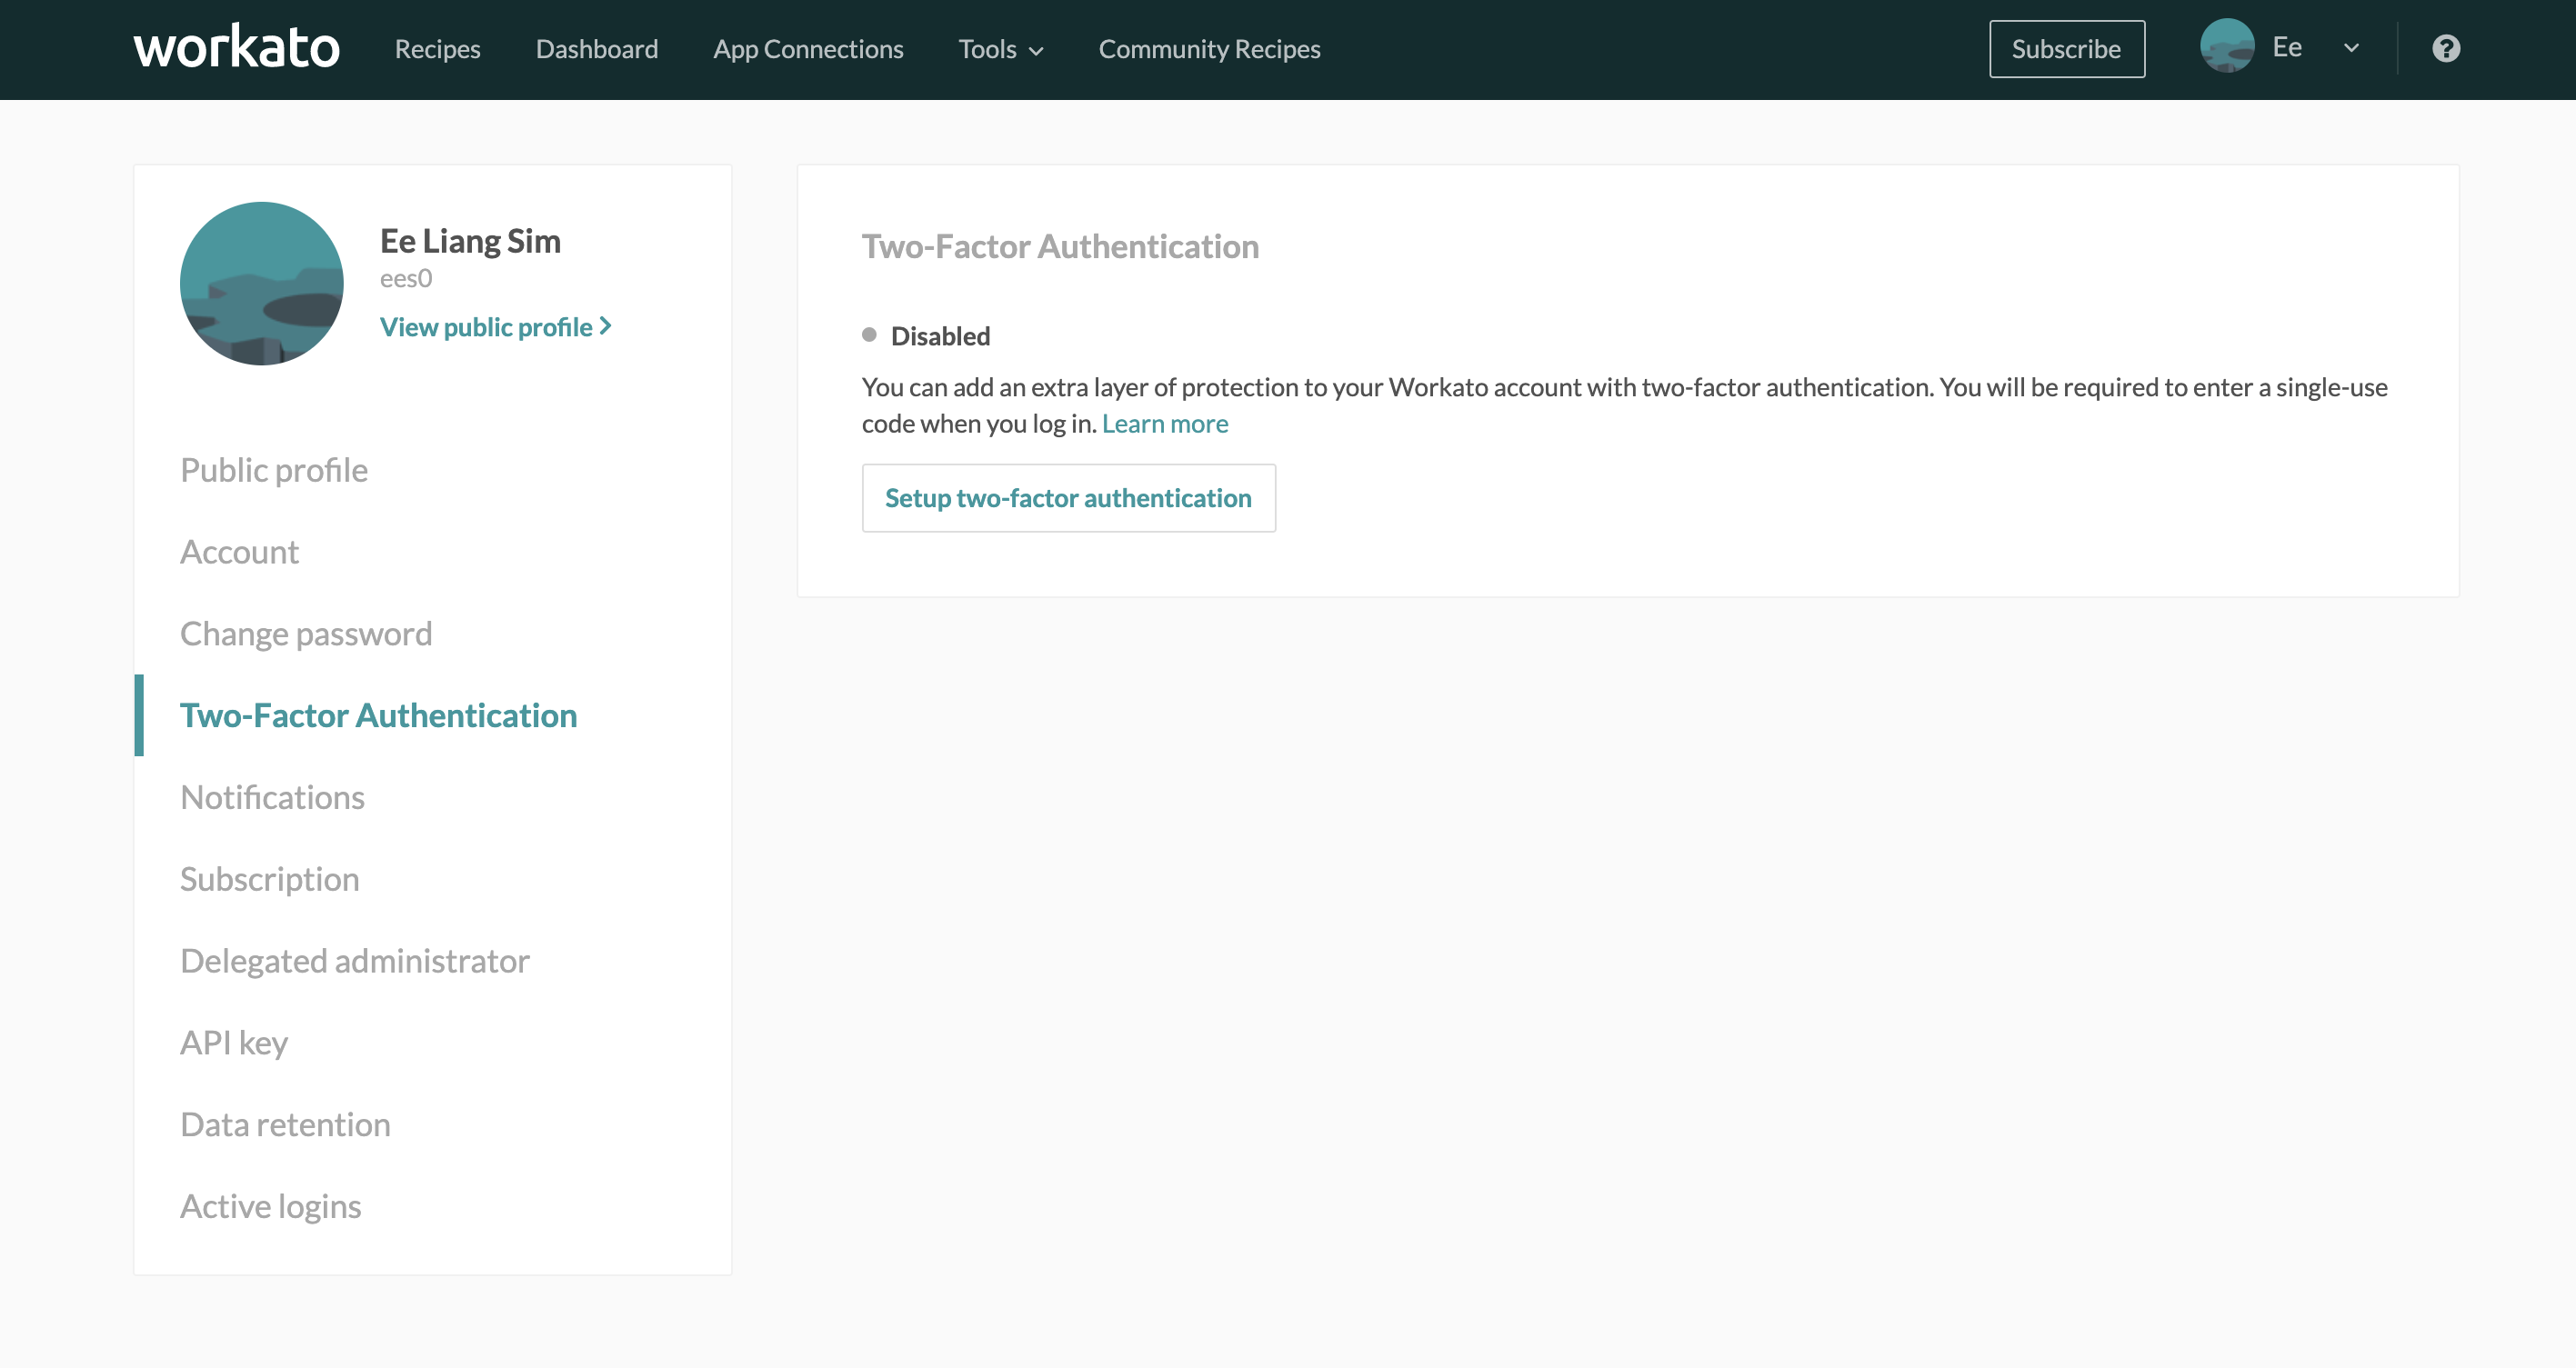 workato
Recipes
Dashboard
App Connections
Tools
Community Recipes
Subscribe
Ee
Ee Liang Sim
ees0
View public profile
Public profile
Account
Change password
Two-Factor Authentication
Notifications
Subscription
Delegated administrator
API key
Data retention
Active logins
Two-Factor Authentication
Disabled
You can add an extra layer of protection to your Workato account with two-factor authentication. You will be required to enter a single-use
code when you log in. Learn more
Setup two-factor authentication